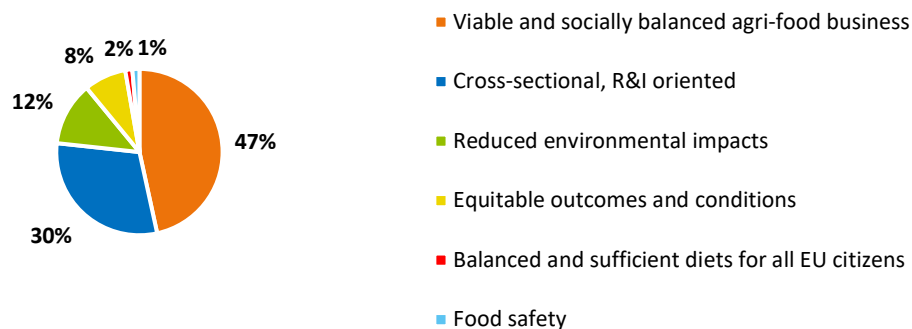 Viable and socially balanced agri-food business
2% 1%
8%
Cross-sectional, R&I oriented
12%
47%
Reduced environmental impacts
Equitable outcomes and conditions
30%
Balanced and sufficient diets for all EU citizens
Food safety